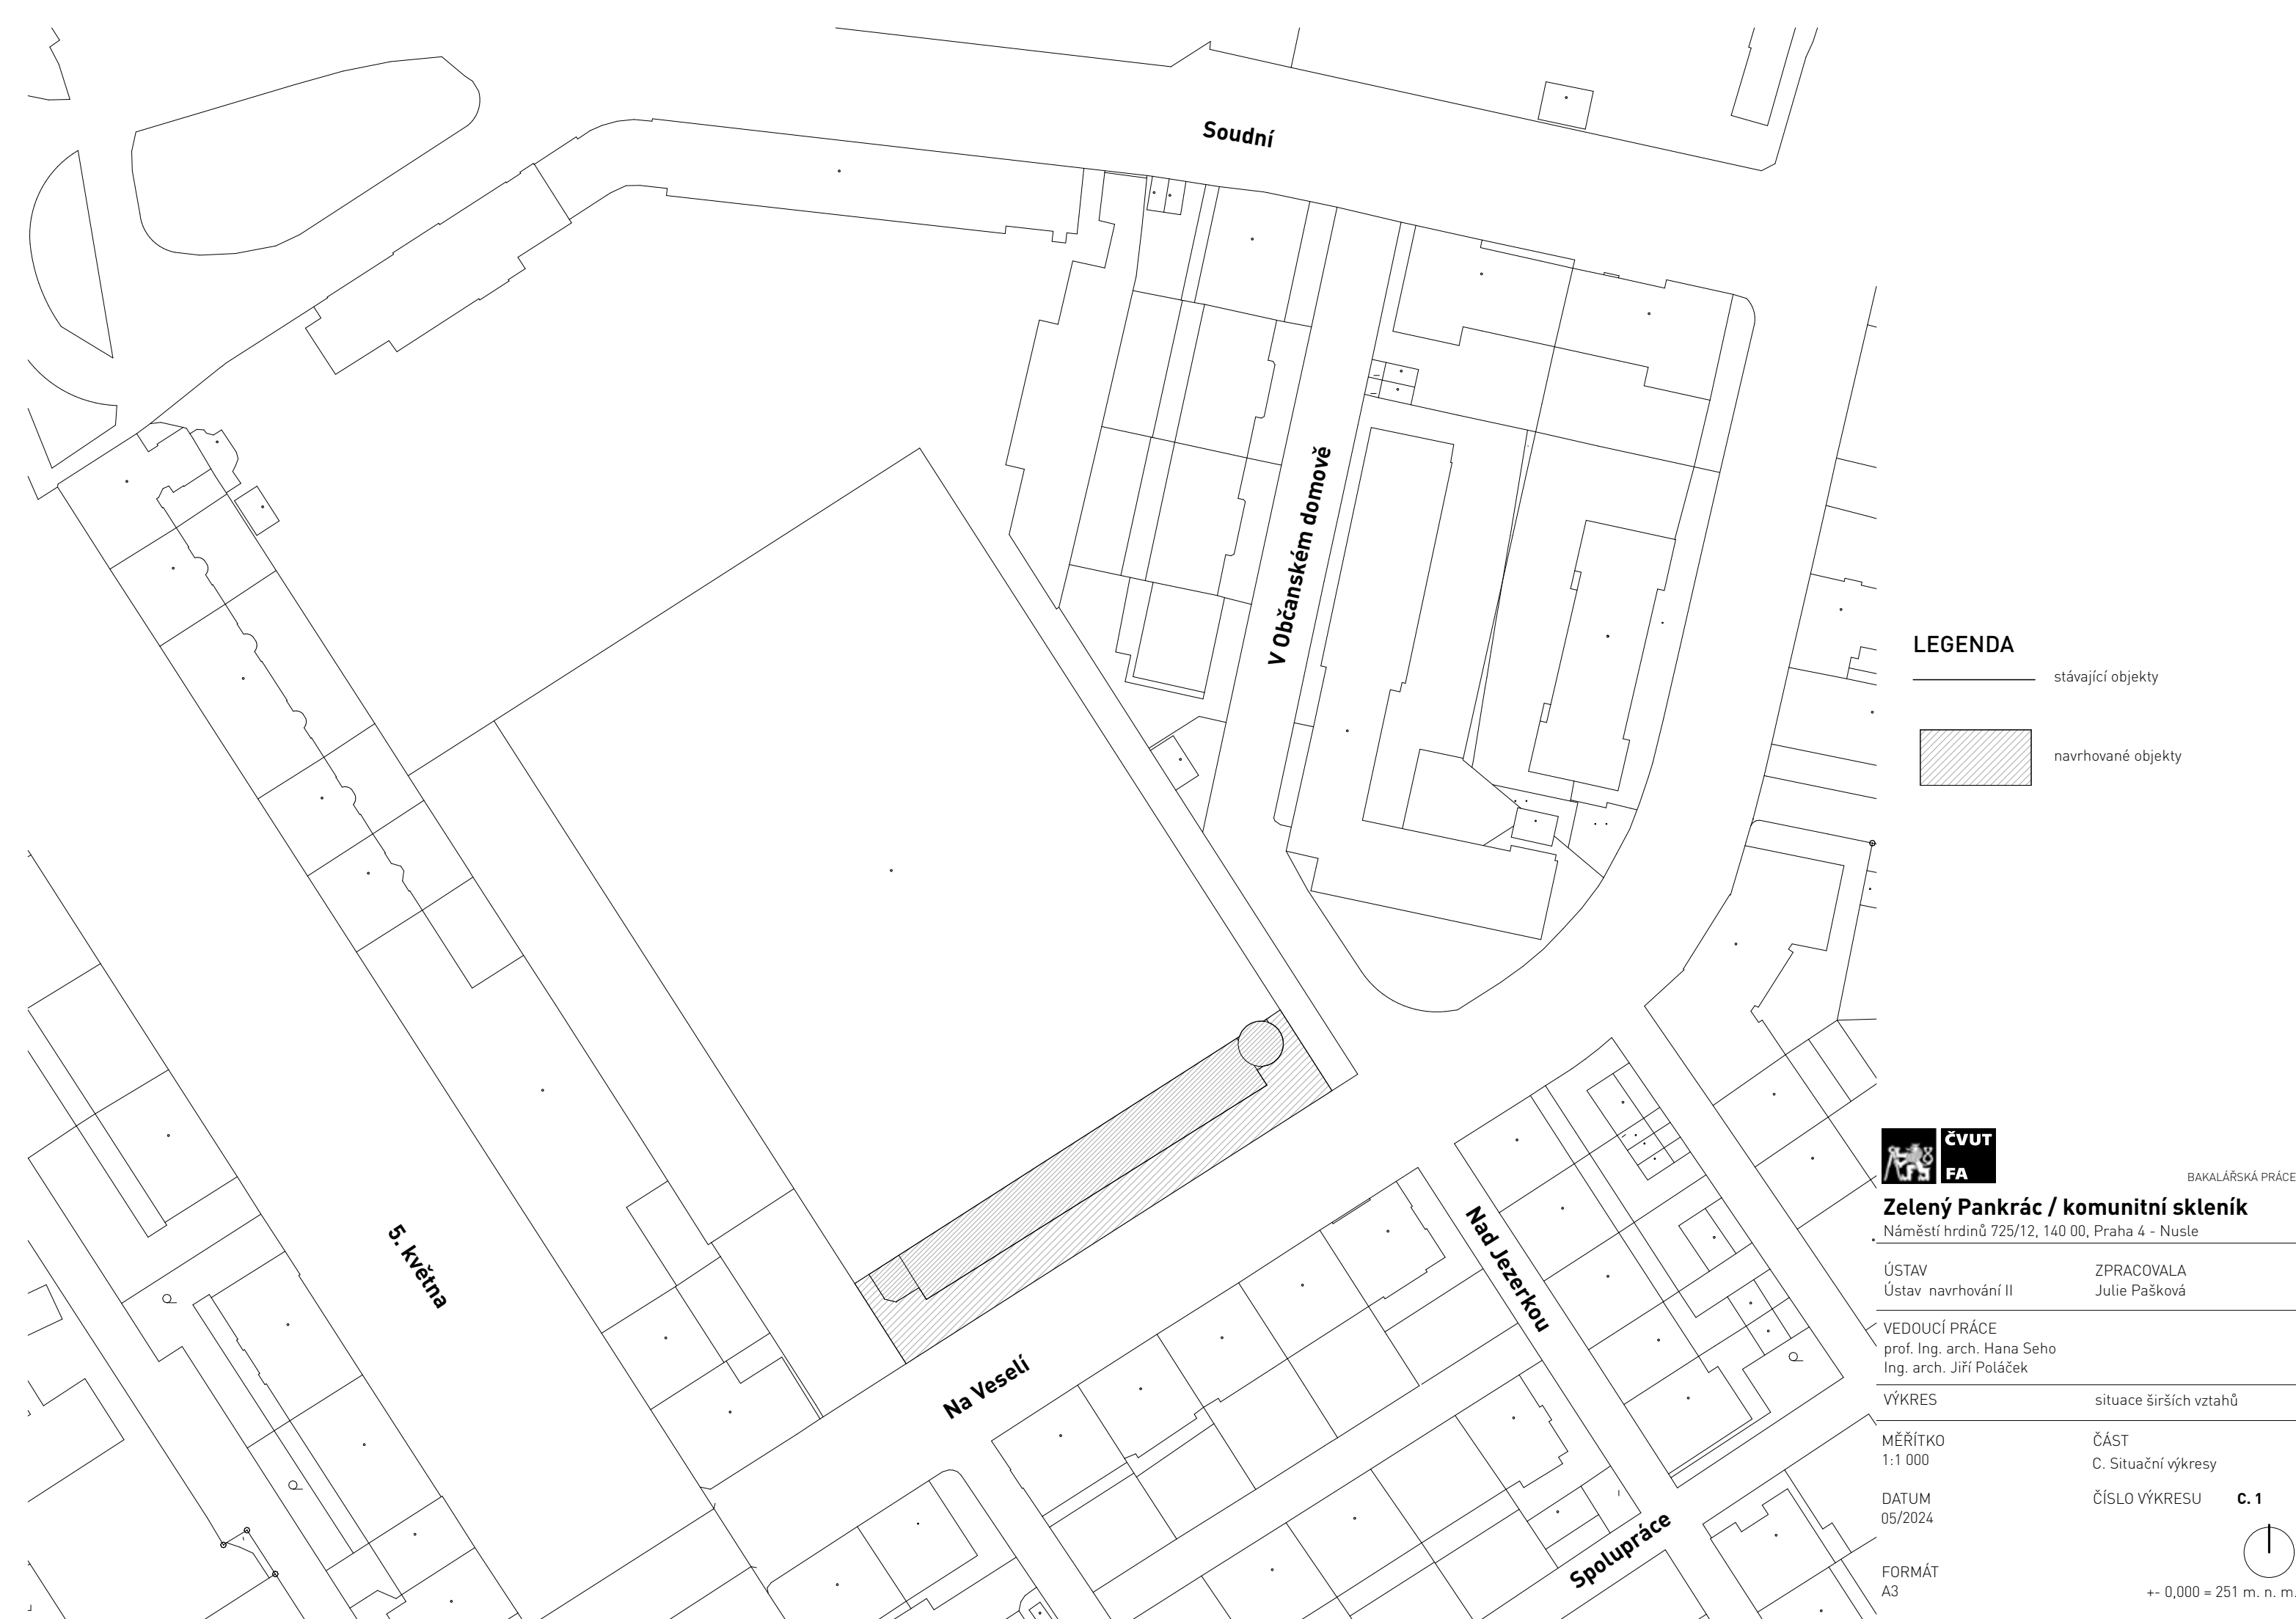 Soudní
V Občanském domově
5. května
Na Veselí
Nad Jezerkou
Spolupráce
LEGENDA
stávající objekty
navrhované objekty
ČVUT
FA
BAKALÁŘSKÁ PRÁCE
Zelený Pankrác / komunitní skleník
Náměstí hrdinů 725/12, 140 00, Praha 4 - Nusle
ÚSTAV
Ústav navrhování II
ZPRACOVALA
Julie Pašková
VEDOUCÍ PRÁCE
prof. Ing. arch. Hana Seho
Ing. arch. Jiří Poláček
VÝKRES
situace širších vztahů
MĚŘÍTKO
1:1 000
ČÁST
C. Situační výkresy
DATUM
05/2024
ČÍSLO VÝKRESU C. 1
FORMÁT
A3
+- 0,000 = 251 m. n. m.